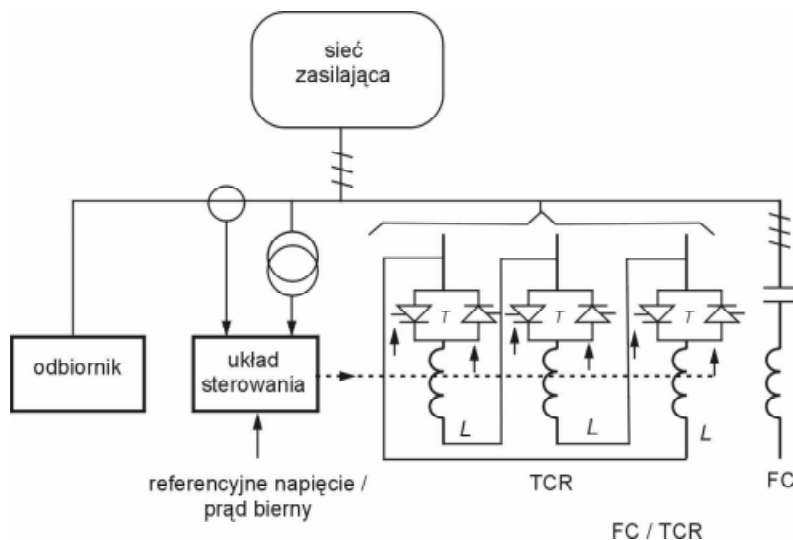 sieć
zasilająca
T
T
T
odbiornik
układ
sterowania
L
L
L
referencyjne napięcie /
prąd bierny
TCR
FC
FC / TCR